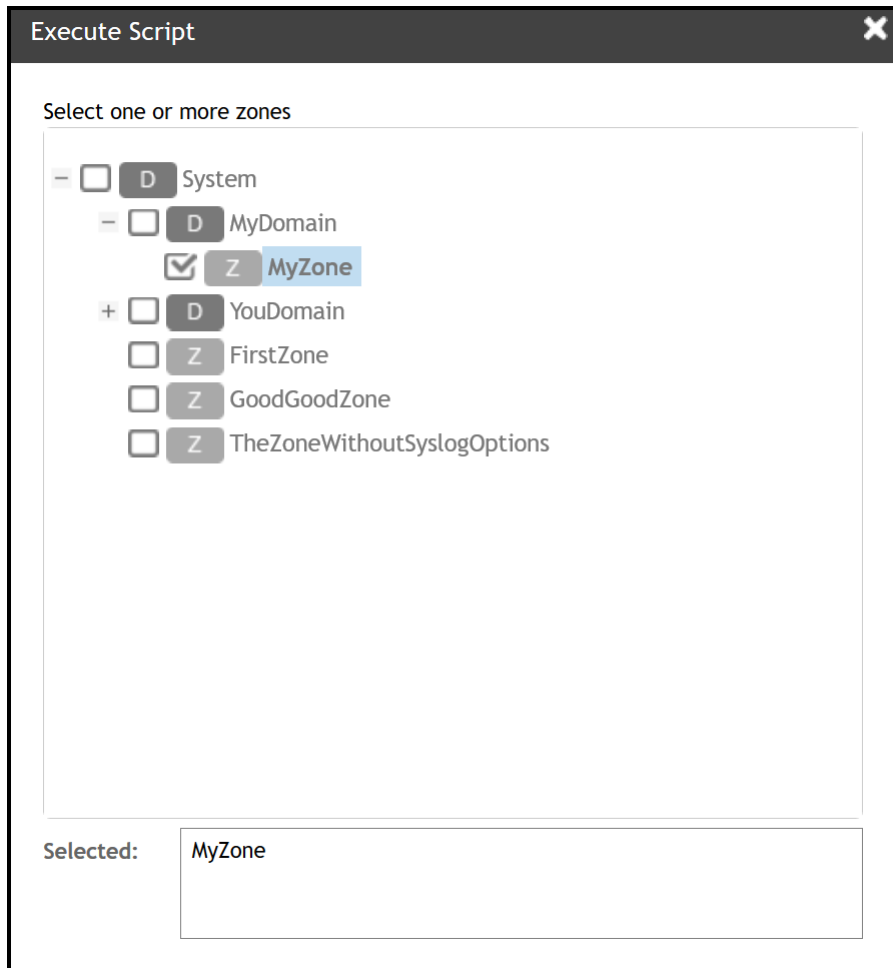 Execute Script
Select one or more zones
D System
D MyDomain
Z MyZone
D YouDomain
Z FirstZone
Z GoodGoodZone
Z TheZoneWithoutSyslogOptions
Selected: MyZone